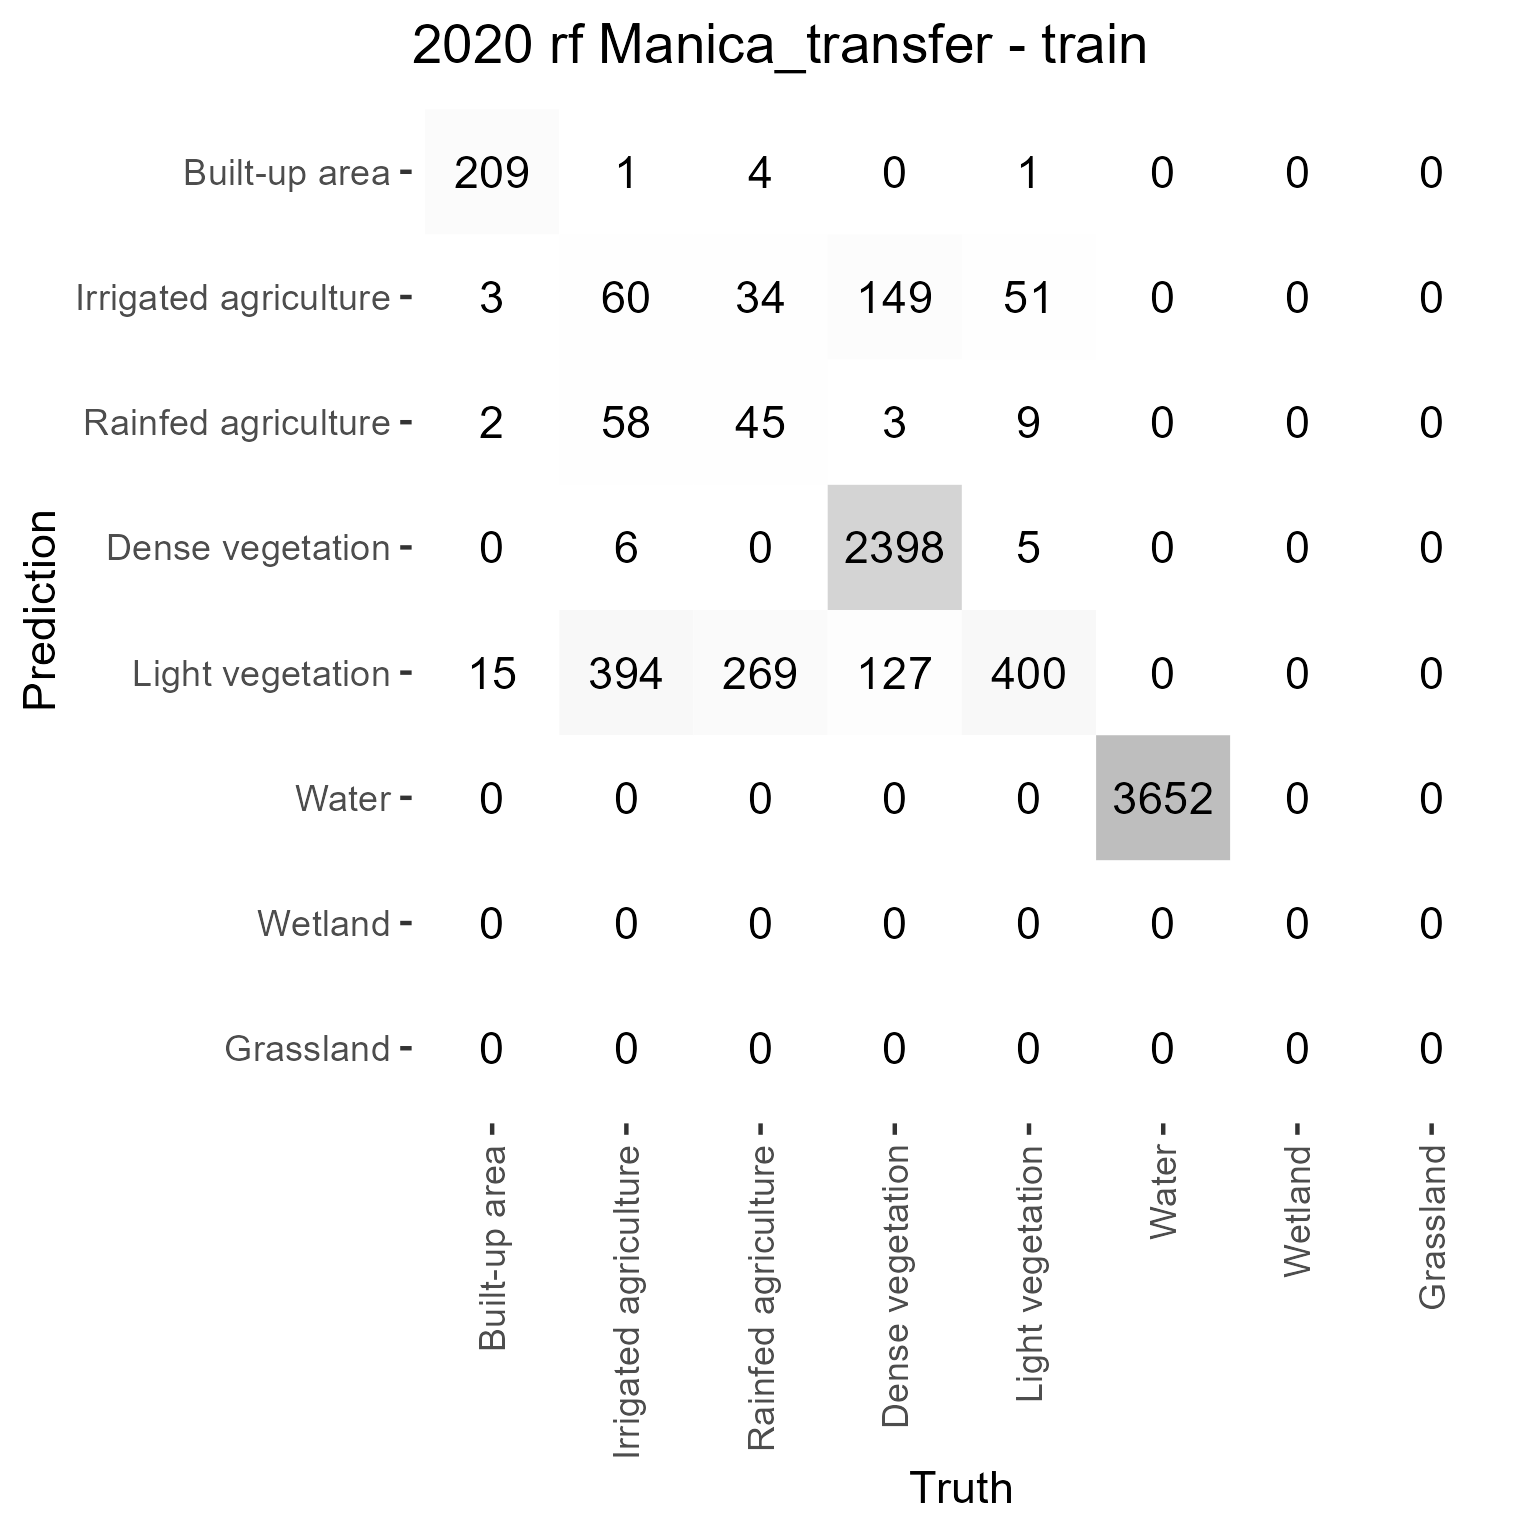 2020 rf Manica_transfer - train
Prediction
Built-up area 209 1 4 0 1 0 0 0
Irrigated agriculture 3 60 34 149 51 0 0 0
Rainfed agriculture 2 58 45 3 9 0 0 0
Dense vegetation 0 6 0 2398 5 0 0 0
Light vegetation 15 394 269 127 400 0 0 0
Water 0 0 0 0 0 3652 0 0
Wetland 0 0 0 0 0 0 0 0
Grassland 0 0 0 0 0 0 0 0
Built-up area
Irrigated agriculture
Rainfed agriculture
Dense vegetation
Light vegetation
Water
Wetland
Grassland
Truth